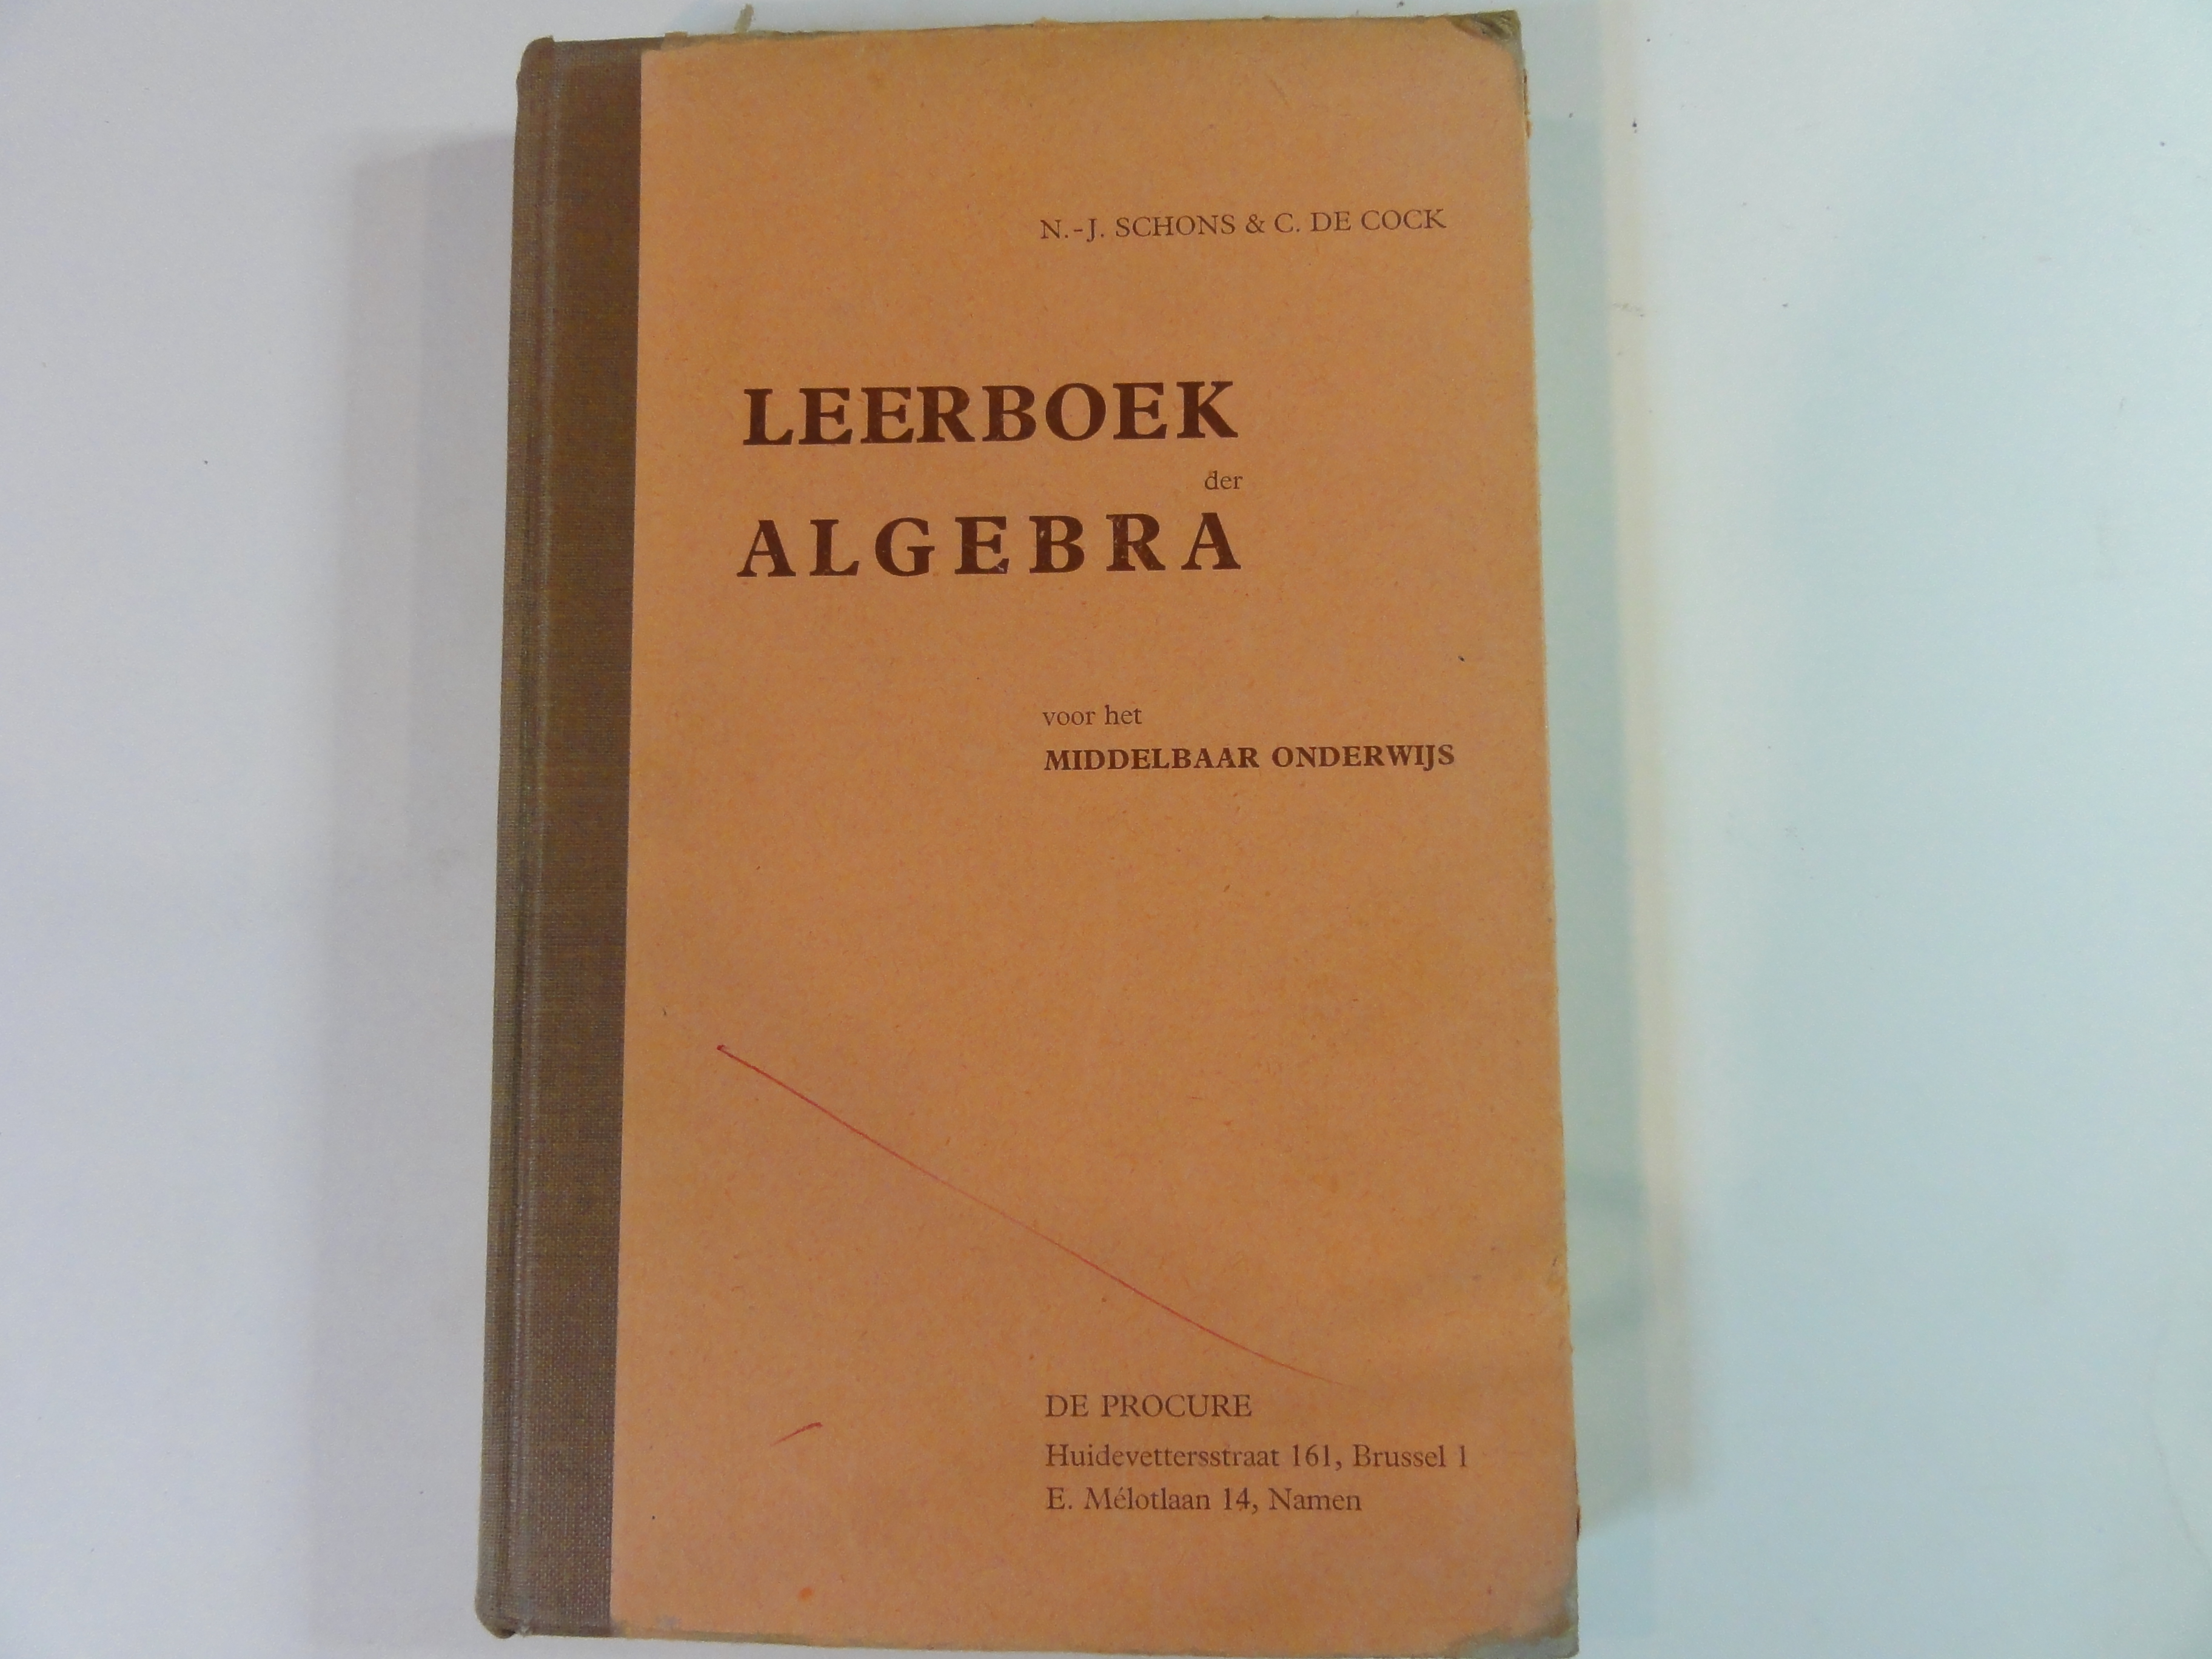 N.-J. SCHONS & C. DE COCK
LEERBOEK
der
ALGEBRA
voor het
MIDDELBAAR ONDERWIJS
DE PROCURE
Huidevettersstraat 161, Brussel 1
E. Mélotlaan 14, Namen